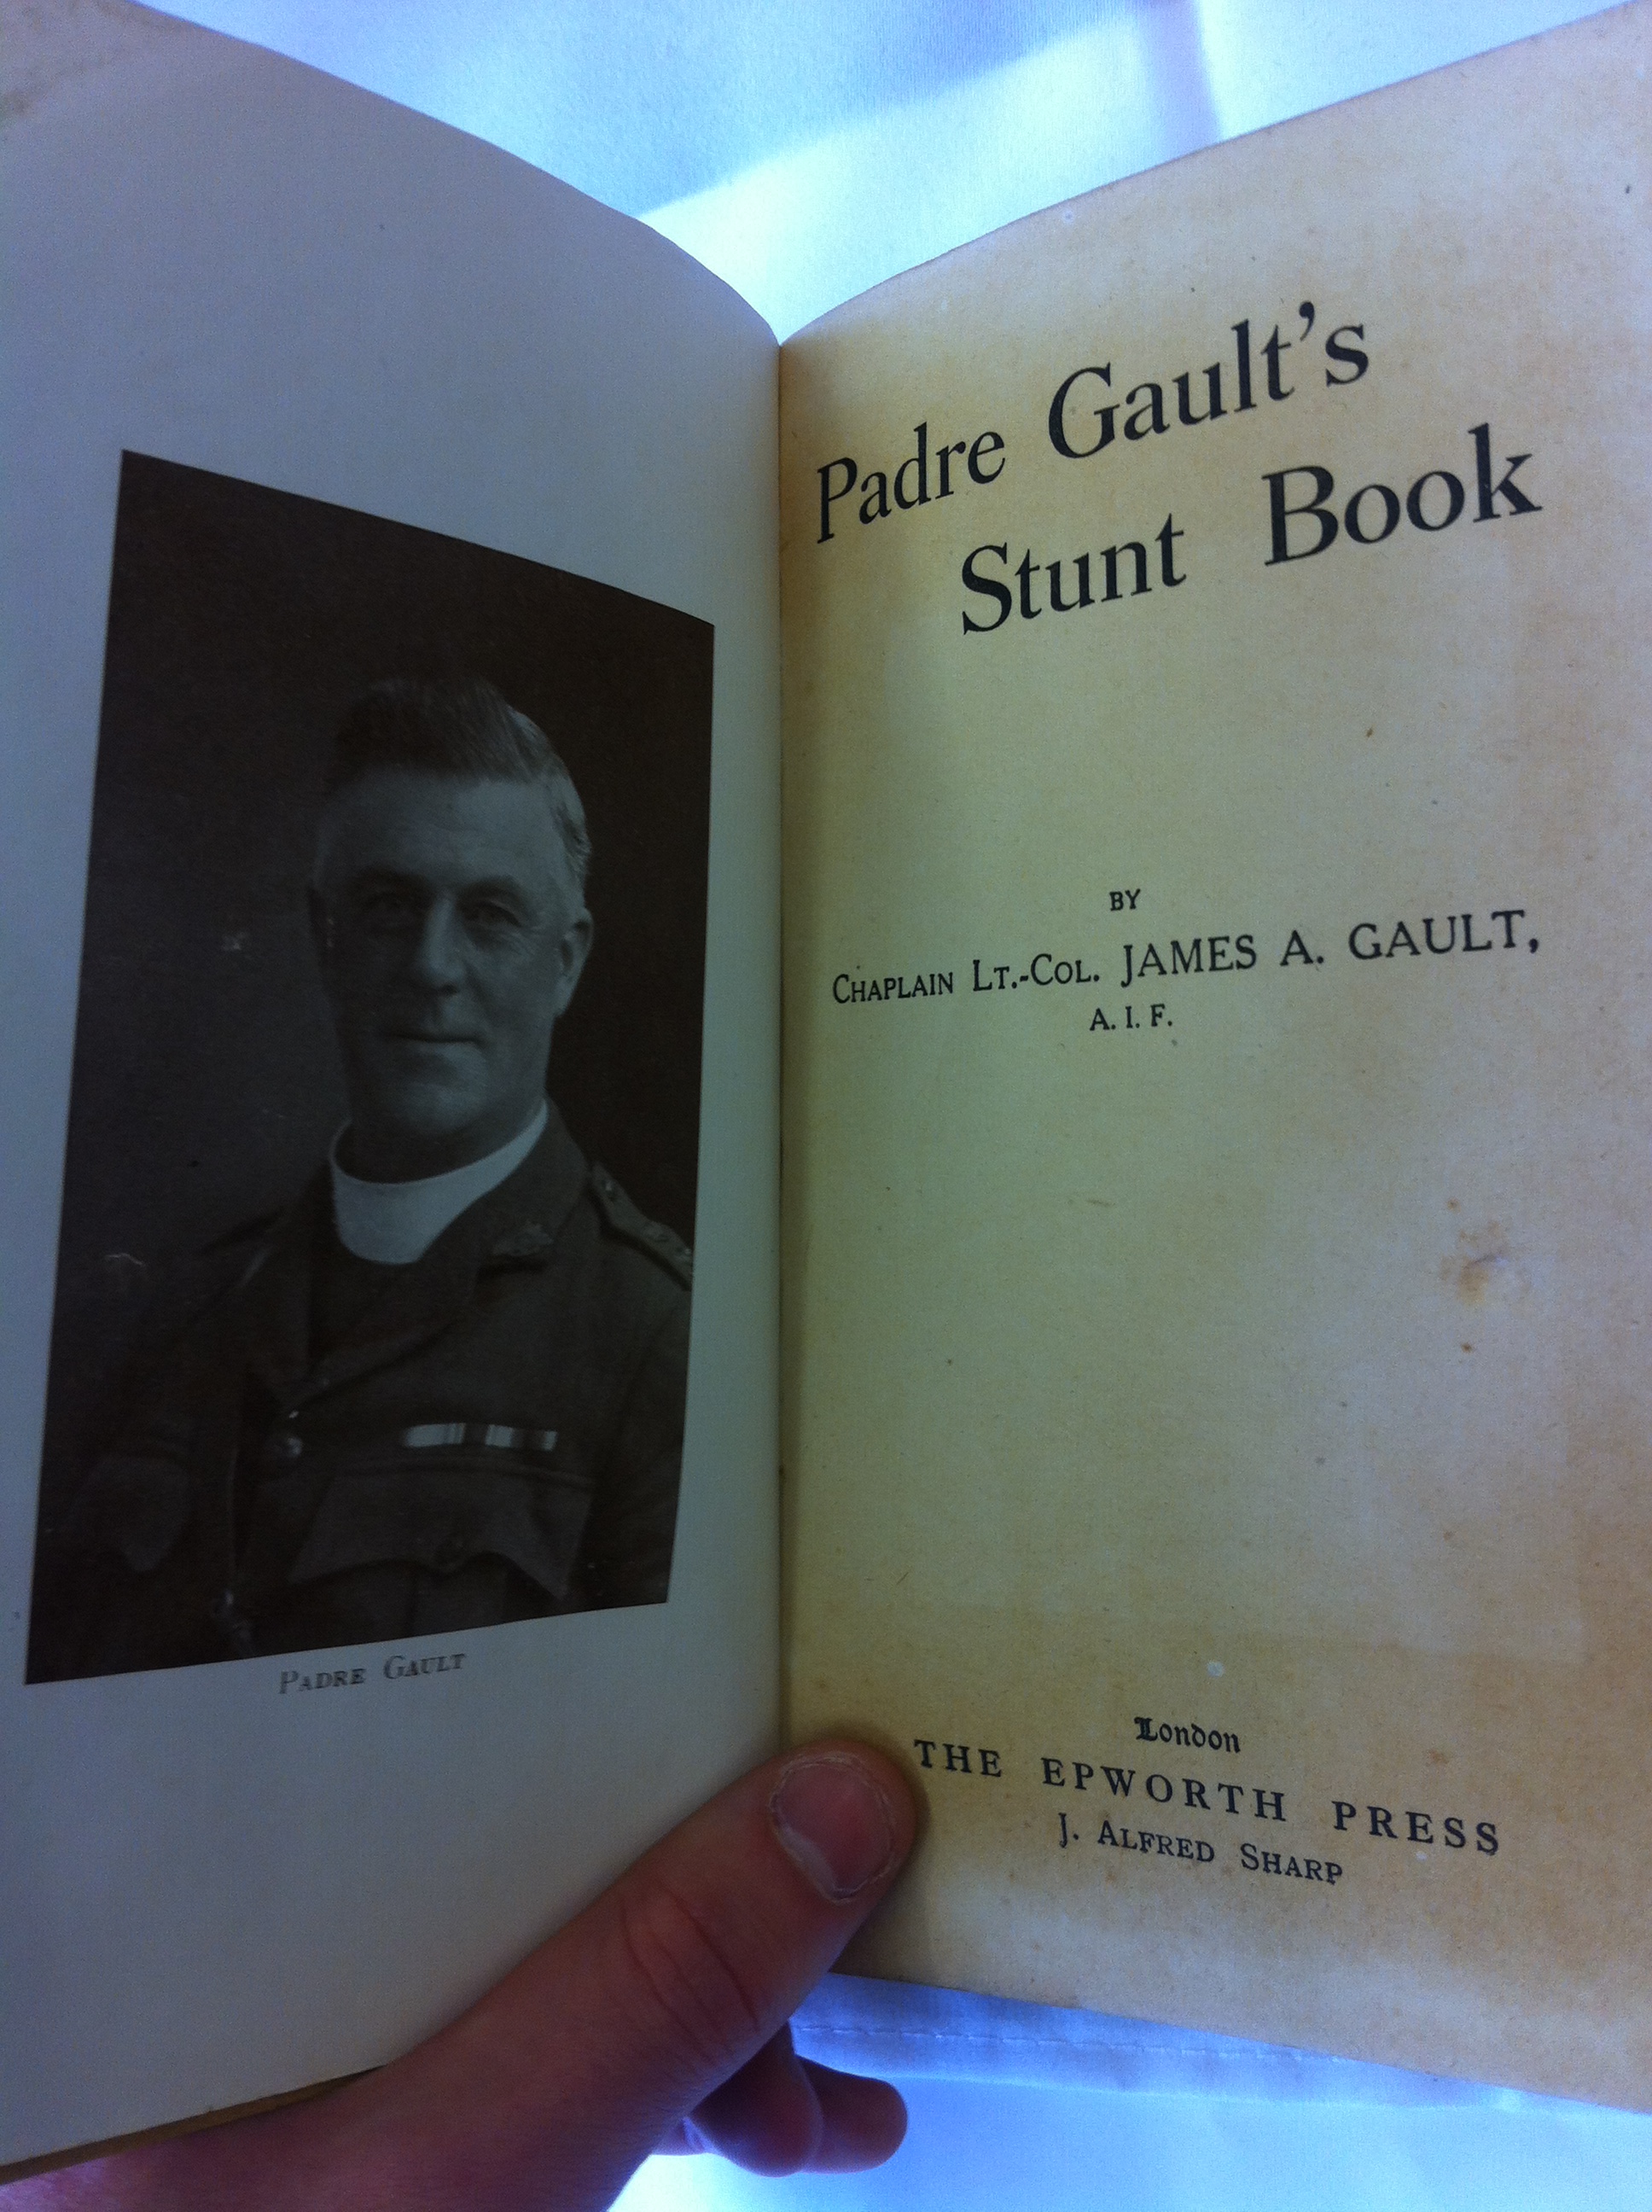 PADRE GAULT
Padre Gault's
Stunt Book
BY
CHAPLAIN LT.-COL. JAMES A. GAULT,
A. I. F.
London
THE EPWORTH PRESS
J. ALFRED SHARP